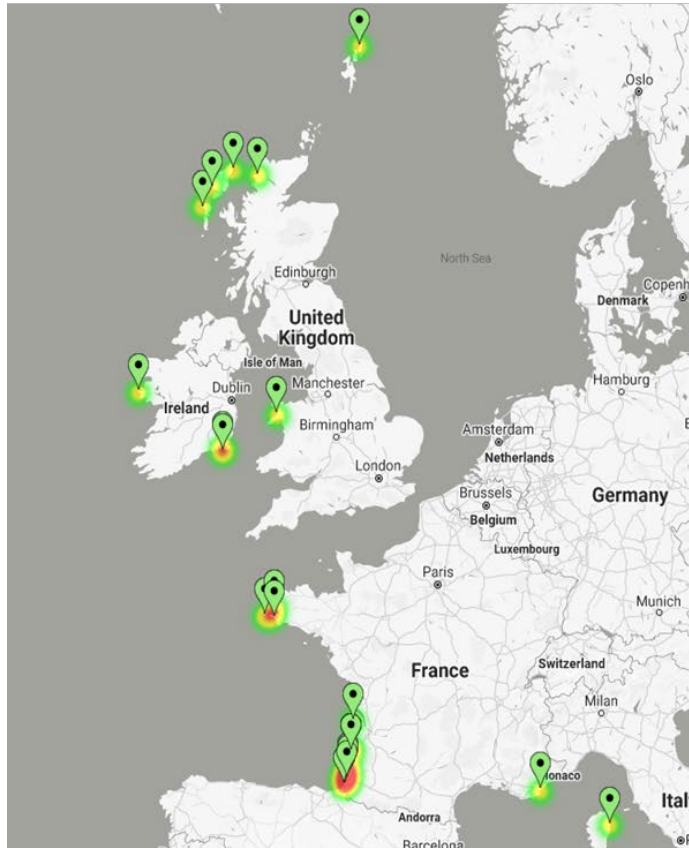 Oslo
North Sea
Edinburgh
Copenh
Denmark
United
Kingdom
Isle of Man
Hamburg
Dublin
Manchester
Ireland
Birmingham
Amsterdam
Netherlands
London
Brussels
Germany
Belgium
Luxembourg
Paris
Munich
France
Switzerland
Milan
onaco
Ital
Andorra
Barcelona